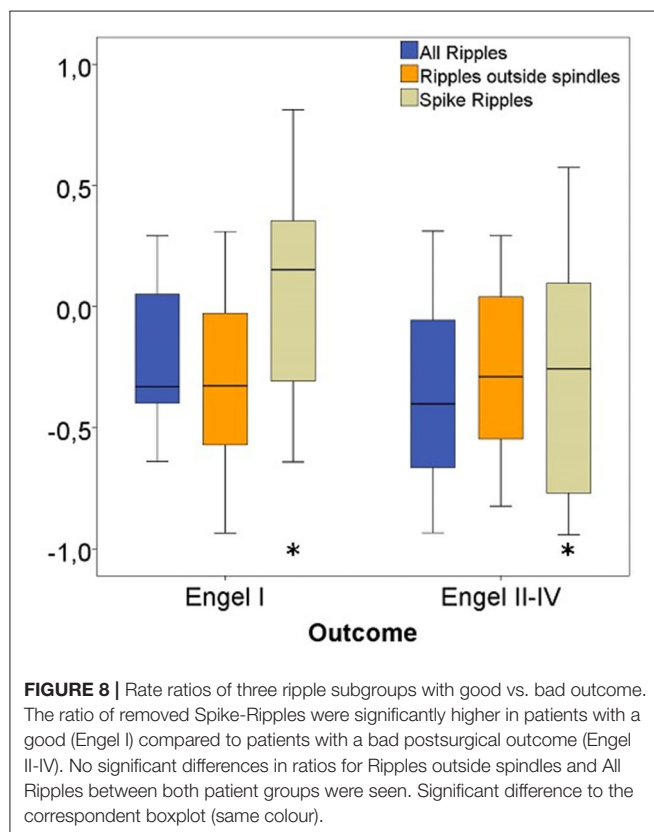 All Ripples
Ripples outside spindles
Spike Ripples
1,0
0,5
0,0
-0,5
-1,0
* *
Engel I Engel II-IV
Outcome
FIGURE 8 | Rate ratios of three ripple subgroups with good vs. bad outcome.
The ratio of removed Spike-Ripples were significantly higher in patients with a
good (Engel I) compared to patients with a bad postsurgical outcome (Engel
II-IV). No significant differences in ratios for Ripples outside spindles and All
Ripples between both patient groups were seen. Significant difference to the
correspondent boxplot (same colour).